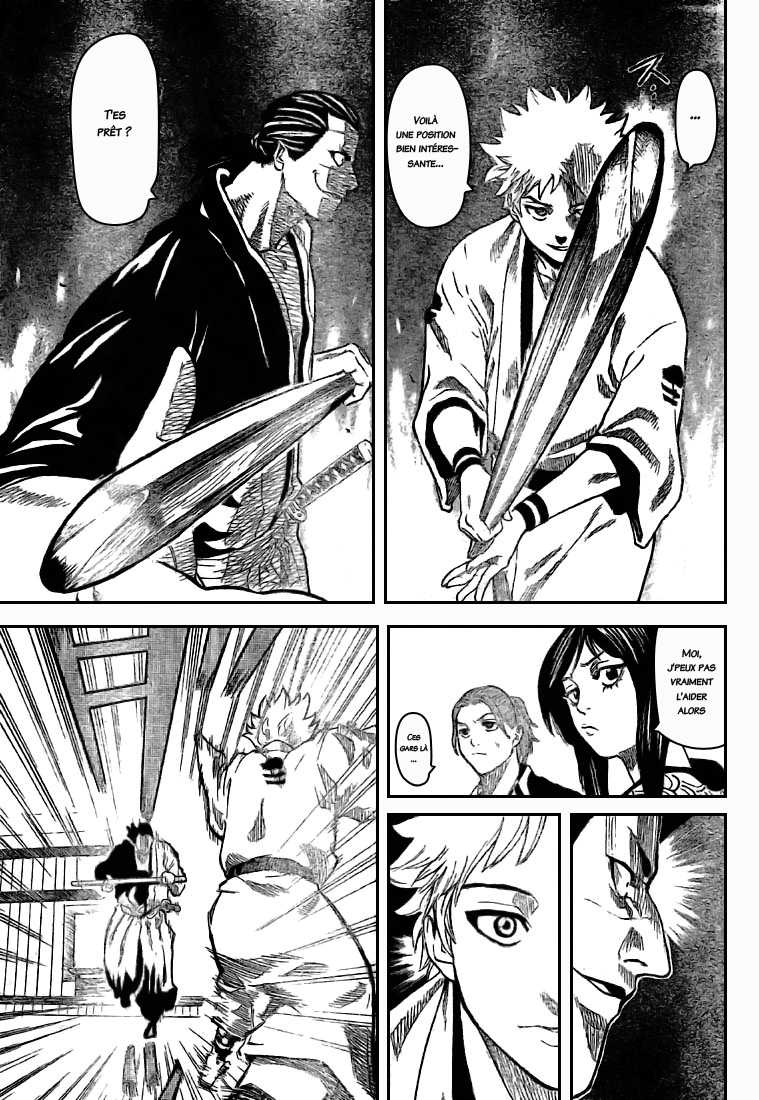 ...
VOILÀ
UNE POSITION
BIEN INTÉRES-
SANTE...
T'ES
PRÊT ?
MOI,
J'PEUX PAS
VRAIMENT
L'AIDER
ALORS
CES
GARS LÀ
...